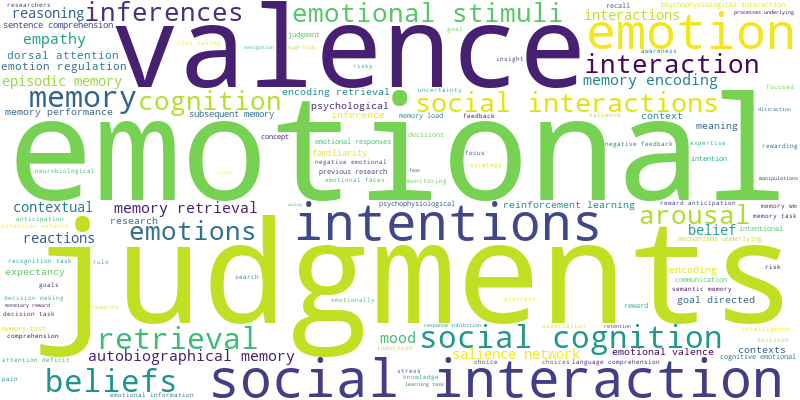 researchers
inferences
emotional stimuli
recall
psychophysiological interaction
reasoning
interactions
processes underlying
sentence comprehension
valence
emotion
empathy
risk taking
navigation
judgment
high risk
goal
awareness
dorsal attention
insight
interaction
emotion regulation
risky
episodic memory
memory encoding
memory
cognition
encoding retrieval
uncertainty
social interactions
focused
psychological
distraction
memory performance
subsequent memory
inference
memory load
feedback
salience
context
emotional
concept
decisions
meaning
emotional responses
negative feedback
expertise
rewarding
familiarity
focus
negative emotional
intention
neurobiological
previous research
fear
strategy
rules
emotional faces
monitoring
manipulations
contextual
memory retrieval
using
psychophysiological
reinforcement learning
reward anticipation
memory wm
anticipation
research
intentions
arousal
memory task
attention network
emotions
belief
intentional
reactions
mechanisms underlying
judgments
recognition task
rule
expectancy
search
encoding
risk
communication
goals
semantic memory
decision making
emotionally
distress
goal directed
monetary reward
rewards
reward
decision task
memory test
response inhibition
association
retention
intelligence
comprehension
retrieval
mood
social cognition
decision
induction
autobiographical memory
salience network
emotional valence
contexts
attention deficit
choice
choices
language comprehension
cognitive emotional
pain
beliefs
social interaction
stress
knowledge
learning task
emotional information